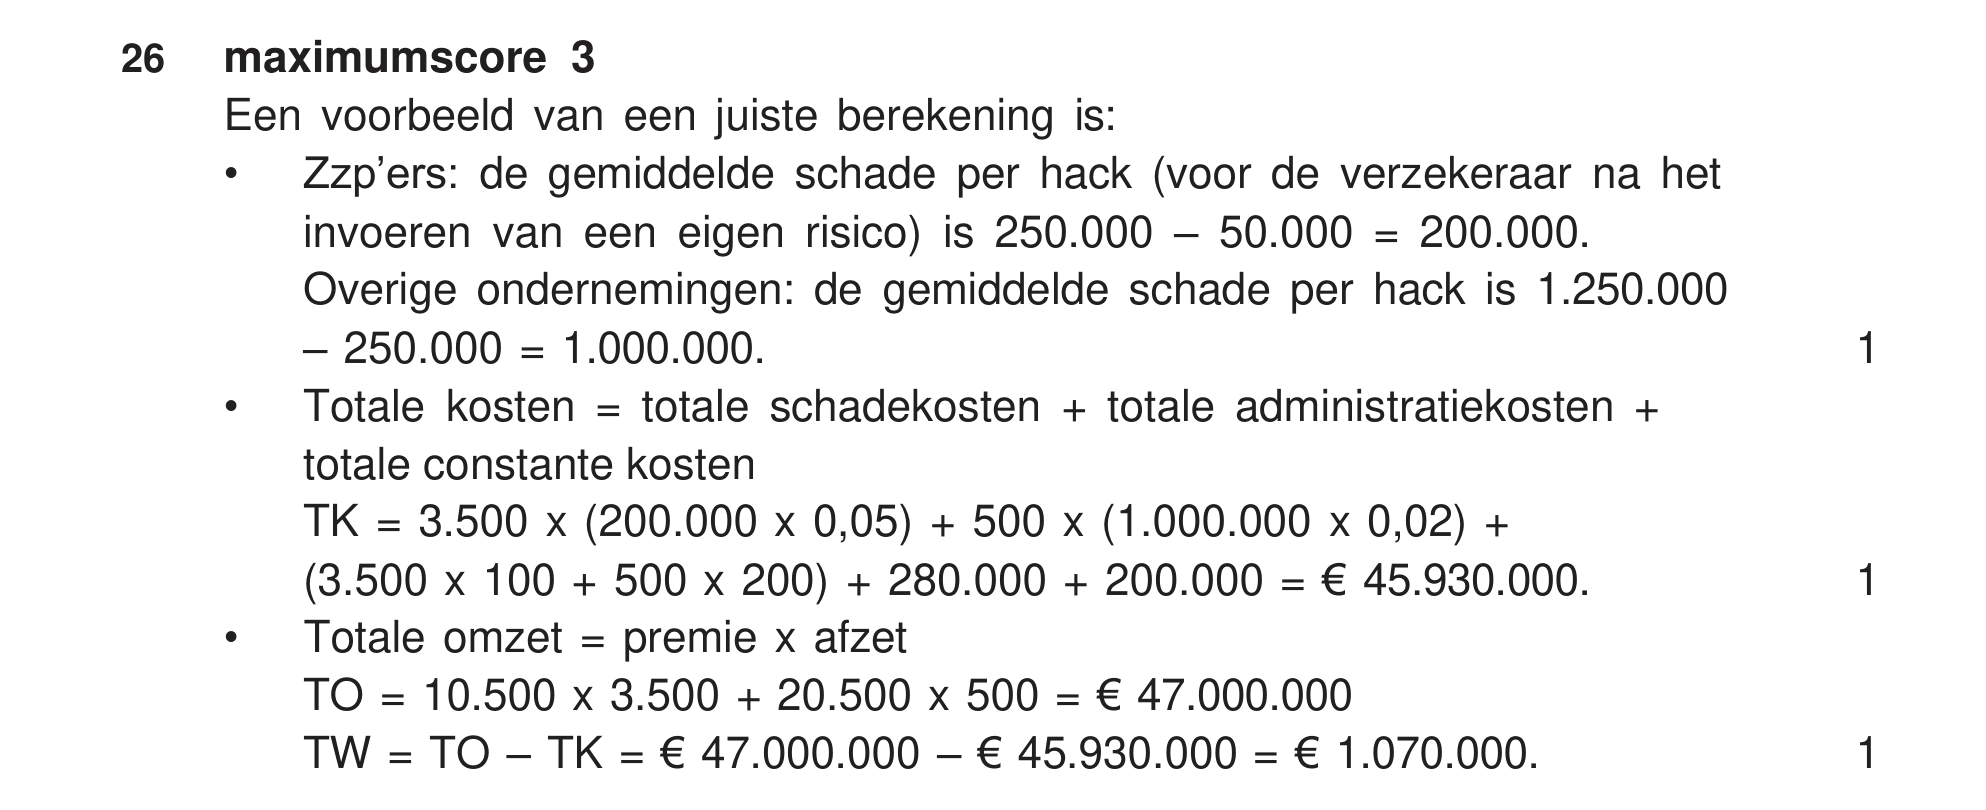 26 maximumscore 3
Een voorbeeld van een juiste berekening is:
• Zzp’ers: de gemiddelde schade per hack (voor de verzekeraar na het
invoeren van een eigen risico) is 250.000 – 50.000 = 200.000.
Overige ondernemingen: de gemiddelde schade per hack is 1.250.000
– 250.000 = 1.000.000. 1
• Totale kosten = totale schadekosten + totale administratiekosten +
totale constante kosten
TK = 3.500 x (200.000 x 0,05) + 500 x (1.000.000 x 0,02) +
(3.500 x 100 + 500 x 200) + 280.000 + 200.000 = € 45.930.000. 1
• Totale omzet = premie x afzet
TO = 10.500 x 3.500 + 20.500 x 500 = € 47.000.000
TW = TO – TK = € 47.000.000 – € 45.930.000 = € 1.070.000. 1